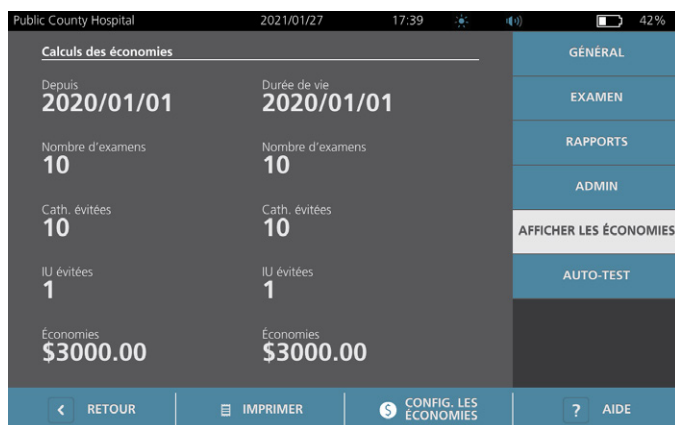 Public County Hospital 2021/01/27 17:39 42%
Calculs des économies
Depuis Durée de vie
2020/01/01 2020/01/01
Nombre d'examens Nombre d'examens
10 10
Cath. évitées Cath. évitées
10 10
IU évitées IU évitées
1 1
Économies Économies
$3000.00 $3000.00
GÉNÉRAL
EXAMEN
RAPPORTS
ADMIN
AFFICHER LES ÉCONOMIES
AUTO-TEST
< RETOUR
IMPRIMER
$ CONFIG. LES
ÉCONOMIES
? AIDE